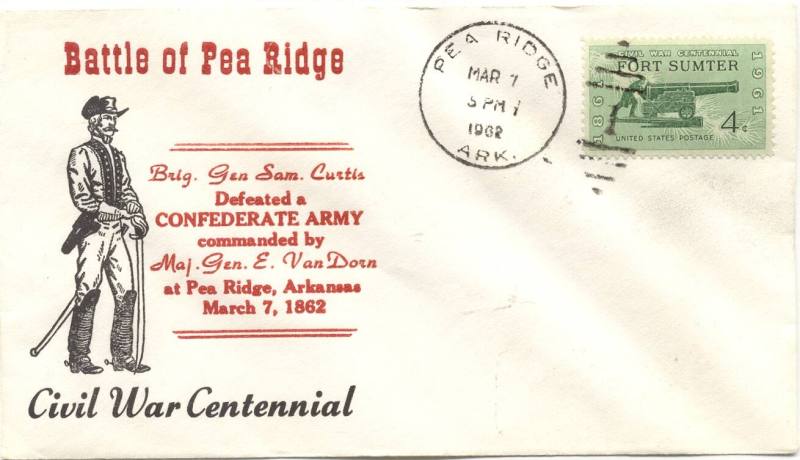 Battle of Pea Ridge
Brig. Gen Sam. Curtis
Defeated a
CONFEDERATE ARMY
commanded by
Maj. Gen. E. Van Dorn
at Pea Ridge, Arkansas
March 7, 1862
Civil War Centennial
PEA RIDGE
MAR 7
3 PM
1962
ARK.
CIVIL WAR CENTENNIAL
FORT SUMTER
1861
1961
4c
UNITED STATES POSTAGE